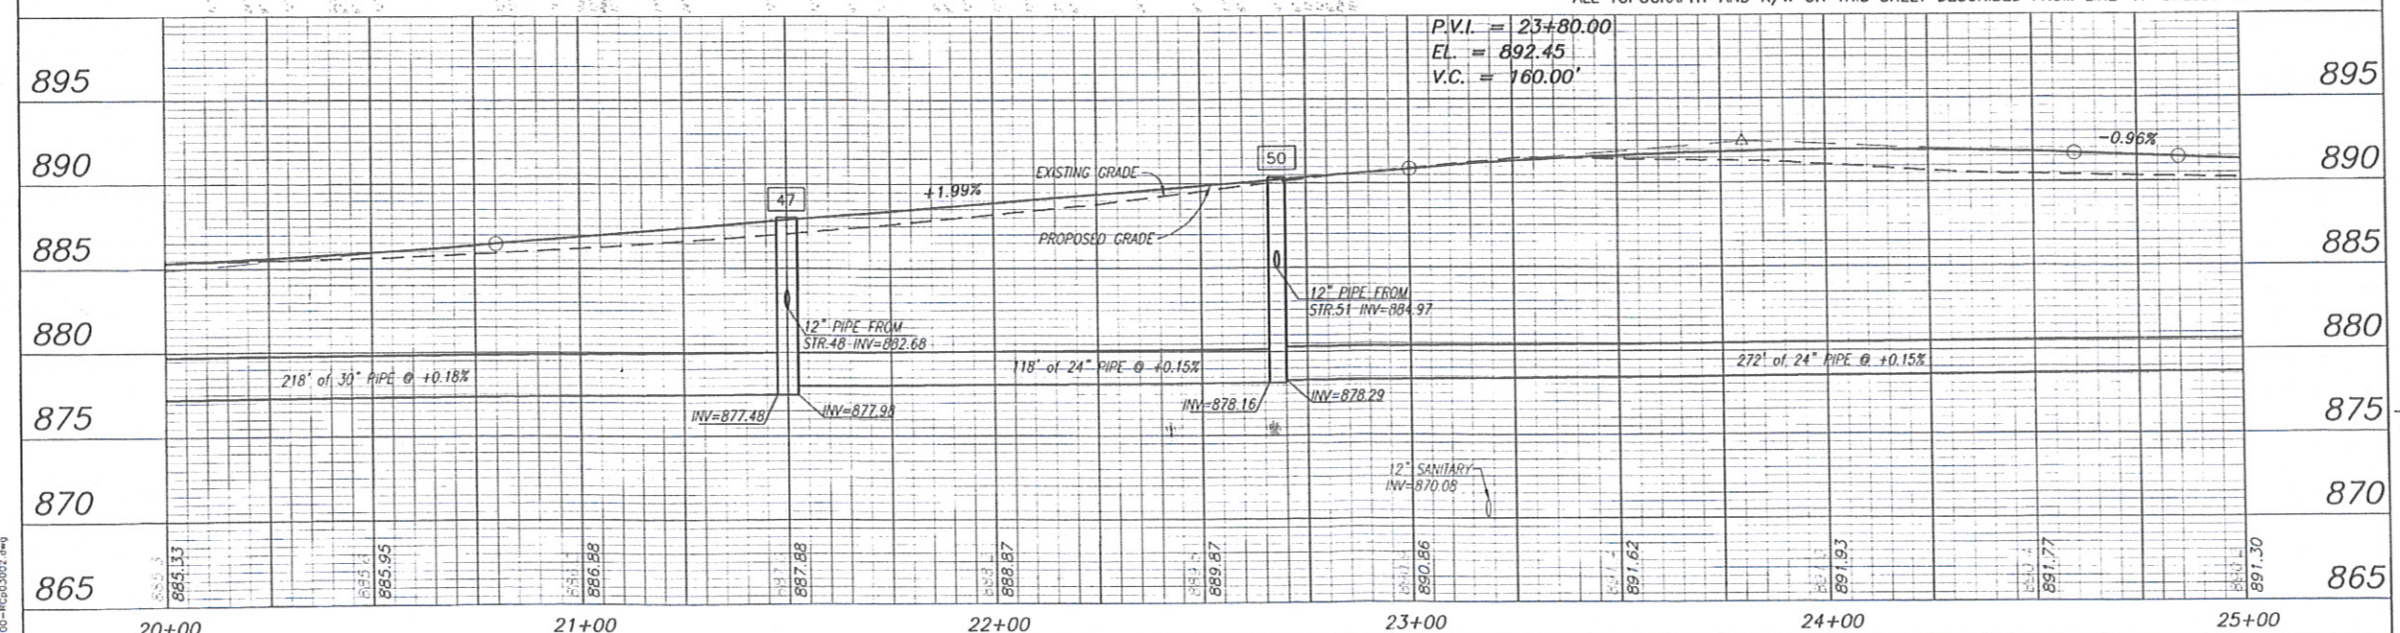 P.V.I. = 23+80.00
EL. = 892.45
V.C. = 160.00'
895
895
-0.96%
890
50
890
EXISTING GRADE
+1.99%
47
885
PROPOSED GRADE
885
12" PIPE FROM
STR.51 INV=884.97
880
12" PIPE FROM
STR.48 INV=882.68
880
218' of 30" PIPE @ +0.18%
118' of 24" PIPE @ +0.15%
272' of 24" PIPE @ +0.15%
875
INV=877.48
INV=877.98
INV=878.16
INV=878.29
875
12" SANITARY
INV=870.08
870
870
865
885.33
885.95
886.88
887.88
888.87
889.87
890.86
891.62
891.93
891.77
891.30
865
20+00
21+00
22+00
23+00
24+00
25+00